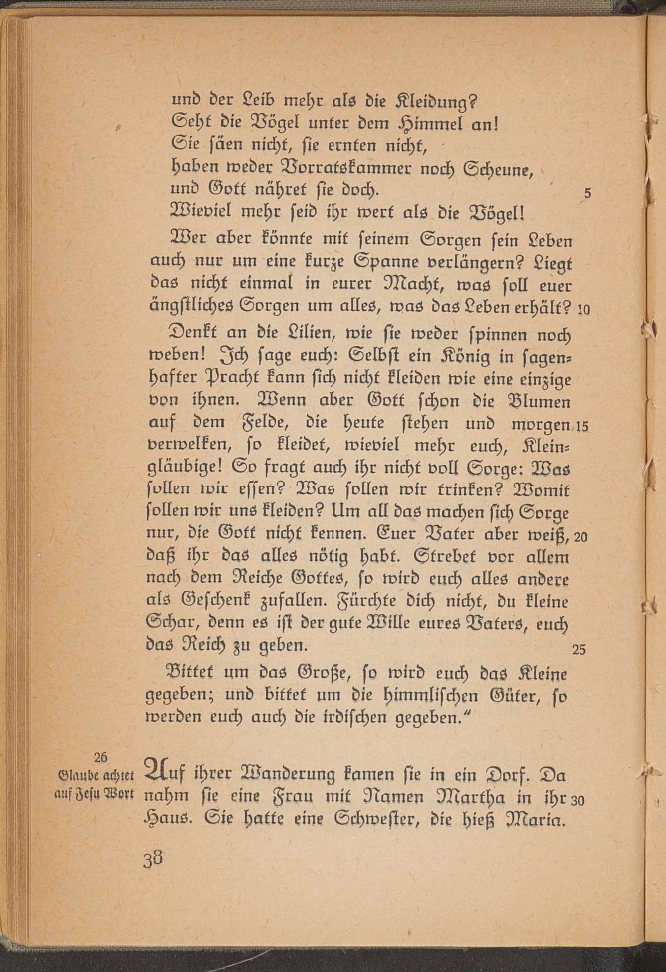 und der Leib mehr als die Kleidung?
Seht die Vögel unter dem Himmel an!
Sie säen nicht, sie ernten nicht,
haben weder Vorratskammer noch Scheune,
und Gott nähret sie doch. 5
Wieviel mehr seid ihr wert als die Vögel!
Wer aber könnte mit seinem Sorgen sein Leben
auch nur um eine kurze Spanne verlängern? Liegt
das nicht einmal in eurer Macht, was soll euer
ängstliches Sorgen um alles, was das Leben erhält? 10
Denkt an die Lilien, wie sie weder spinnen noch
weben! Ich sage euch: Selbst ein König in sagen-
hafter Pracht kann sich nicht kleiden wie eine einzige
von ihnen. Wenn aber Gott schon die Blumen
auf dem Felde, die heute stehen und morgen 15
verwelken, so kleidet, wieviel mehr euch, Klein-
gläubige! So fragt auch ihr nicht voll Sorge: Was
sollen wir essen? Was sollen wir trinken? Womit
sollen wir uns kleiden? Um all das machen sich Sorge
nur, die Gott nicht kennen. Euer Vater aber weiß, 20
daß ihr das alles nötig habt. Strebet vor allem
nach dem Reiche Gottes, so wird euch alles andere
als Geschenk zufallen. Fürchte dich nicht, du kleine
Schar, denn es ist der gute Wille eures Vaters, euch
das Reich zu geben. 25
Bittet um das Große, so wird euch das Kleine
gegeben; und bittet um die himmlischen Güter, so
werden euch auch die irdischen gegeben.“
26
Glaube achtet
auf Jesu Wort
Auf ihrer Wanderung kamen sie in ein Dorf. Da
nahm sie eine Frau mit Namen Martha in ihr 30
Haus. Sie hatte eine Schwester, die hieß Maria.
38